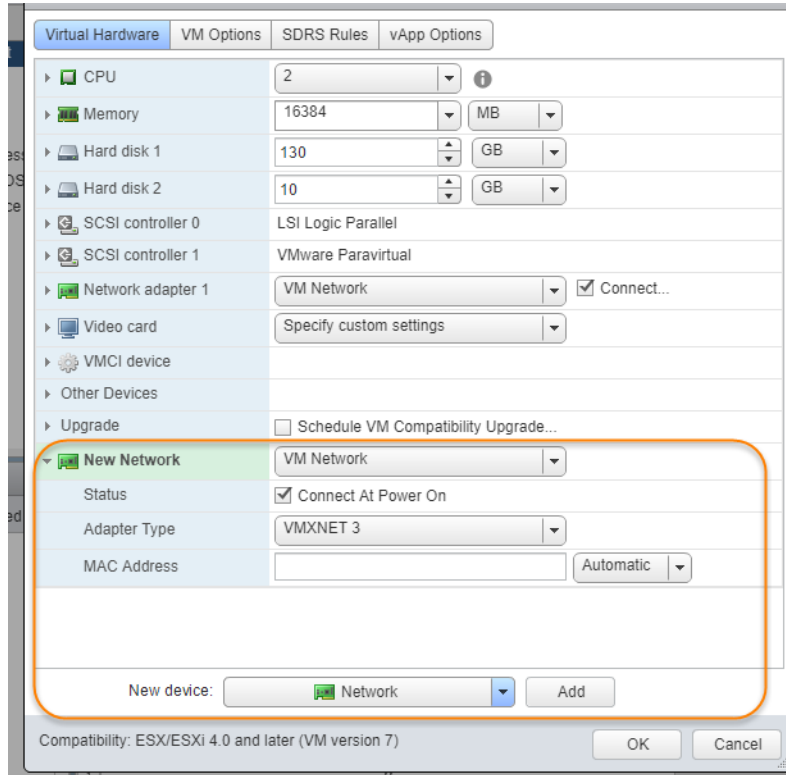 Virtual Hardware VM Options SDRS Rules vApp Options
CPU 2
Memory 16384 MB
Hard disk 1 130 GB
Hard disk 2 10 GB
SCSI controller 0 LSI Logic Parallel
SCSI controller 1 VMware Paravirtual
Network adapter 1 VM Network Connect...
Video card Specify custom settings
VMCI device
Other Devices
Upgrade Schedule VM Compatibility Upgrade...
New Network VM Network
Status Connect At Power On
Adapter Type VMXNET 3
MAC Address Automatic
New device: Network Add
Compatibility: ESX/ESXi 4.0 and later (VM version 7) OK Cancel